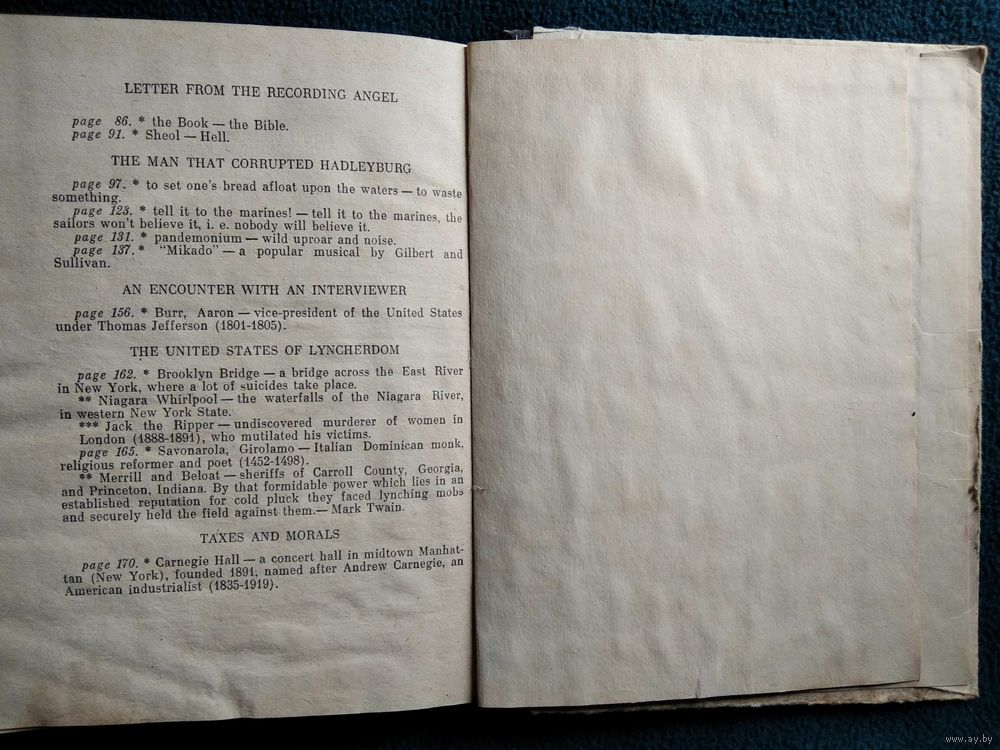 LETTER FROM THE RECORDING ANGEL
page 86. * the Book — the Bible.
page 91. * Sheol — Hell.
THE MAN THAT CORRUPTED HADLEYBURG
page 97. * to set one's bread afloat upon the waters — to waste
something.
page 123. * tell it to the marines! — tell it to the marines, the
sailors won't believe it, i. e. nobody will believe it.
page 131. * pandemonium — wild uproar and noise.
page 137. * “Mikado” — a popular musical by Gilbert and
Sullivan.
AN ENCOUNTER WITH AN INTERVIEWER
page 156. * Burr, Aaron — vice-president of the United States
under Thomas Jefferson (1801-1805).
THE UNITED STATES OF LYNCHERDOM
page 162. * Brooklyn Bridge — a bridge across the East River
in New York, where a lot of suicides take place.
** Niagara Whirlpool — the waterfalls of the Niagara River,
in western New York State.
*** Jack the Ripper — undiscovered murderer of women in
London (1888-1891), who mutilated his victims.
page 165. * Savonarola, Girolamo — Italian Dominican monk,
religious reformer and poet (1452-1498).
** Merrill and Beloat — sheriffs of Carroll County, Georgia,
and Princeton, Indiana. By that formidable power which lies in an
established reputation for cold pluck they faced lynching mobs
and securely held the field against them.— Mark Twain.
TAXES AND MORALS
page 170. * Carnegie Hall — a concert hall in midtown Manhat-
tan (New York), founded 1891, named after Andrew Carnegie, an
American industrialist (1835-1919).
www.ay.by